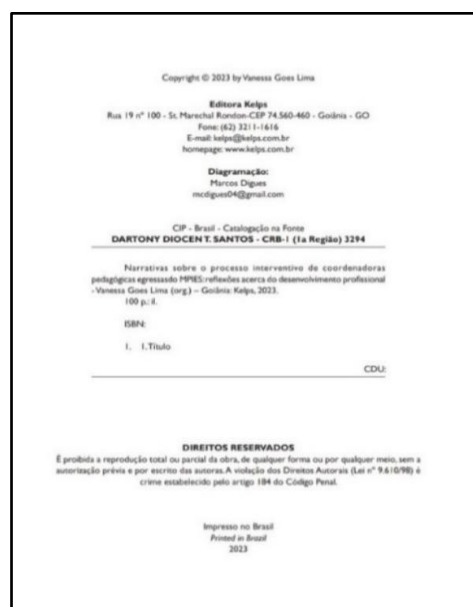 Copyright © 2023 by Vanessa Goes Lima
Editora Kelps
Rua 19 nº 100 - St. Marechal Rondon-CEP 74.560-460 - Goiânia - GO
Fone: (62) 3211-1616
E-mail: kelps@kelps.com.br
homepage: www.kelps.com.br
Diagramação:
Marcos Digues
mcdigues04@gmail.com
CIP - Brasil - Catalogação na Fonte
DARTONY DIOCEN T. SANTOS - CRB-1 (1a Região) 3294
Narrativas sobre o processo interventivo de coordenadoras
pedagógicas egressasdo MPIES: reflexões acerca do desenvolvimento profissional
- Vanessa Goes Lima (org.) – Goiânia: Kelps, 2023.
100 p.: il.
ISBN:
1. 1.Título
CDU:
DIREITOS RESERVADOS
É proibida a reprodução total ou parcial da obra, de qualquer forma ou por qualquer meio, sem a
autorização prévia e por escrito das autoras. A violação dos Direitos Autorais (Lei nº 9.610/98) é
crime estabelecido pelo artigo 184 do Código Penal.
Impresso no Brasil
Printed in Brazil
2023